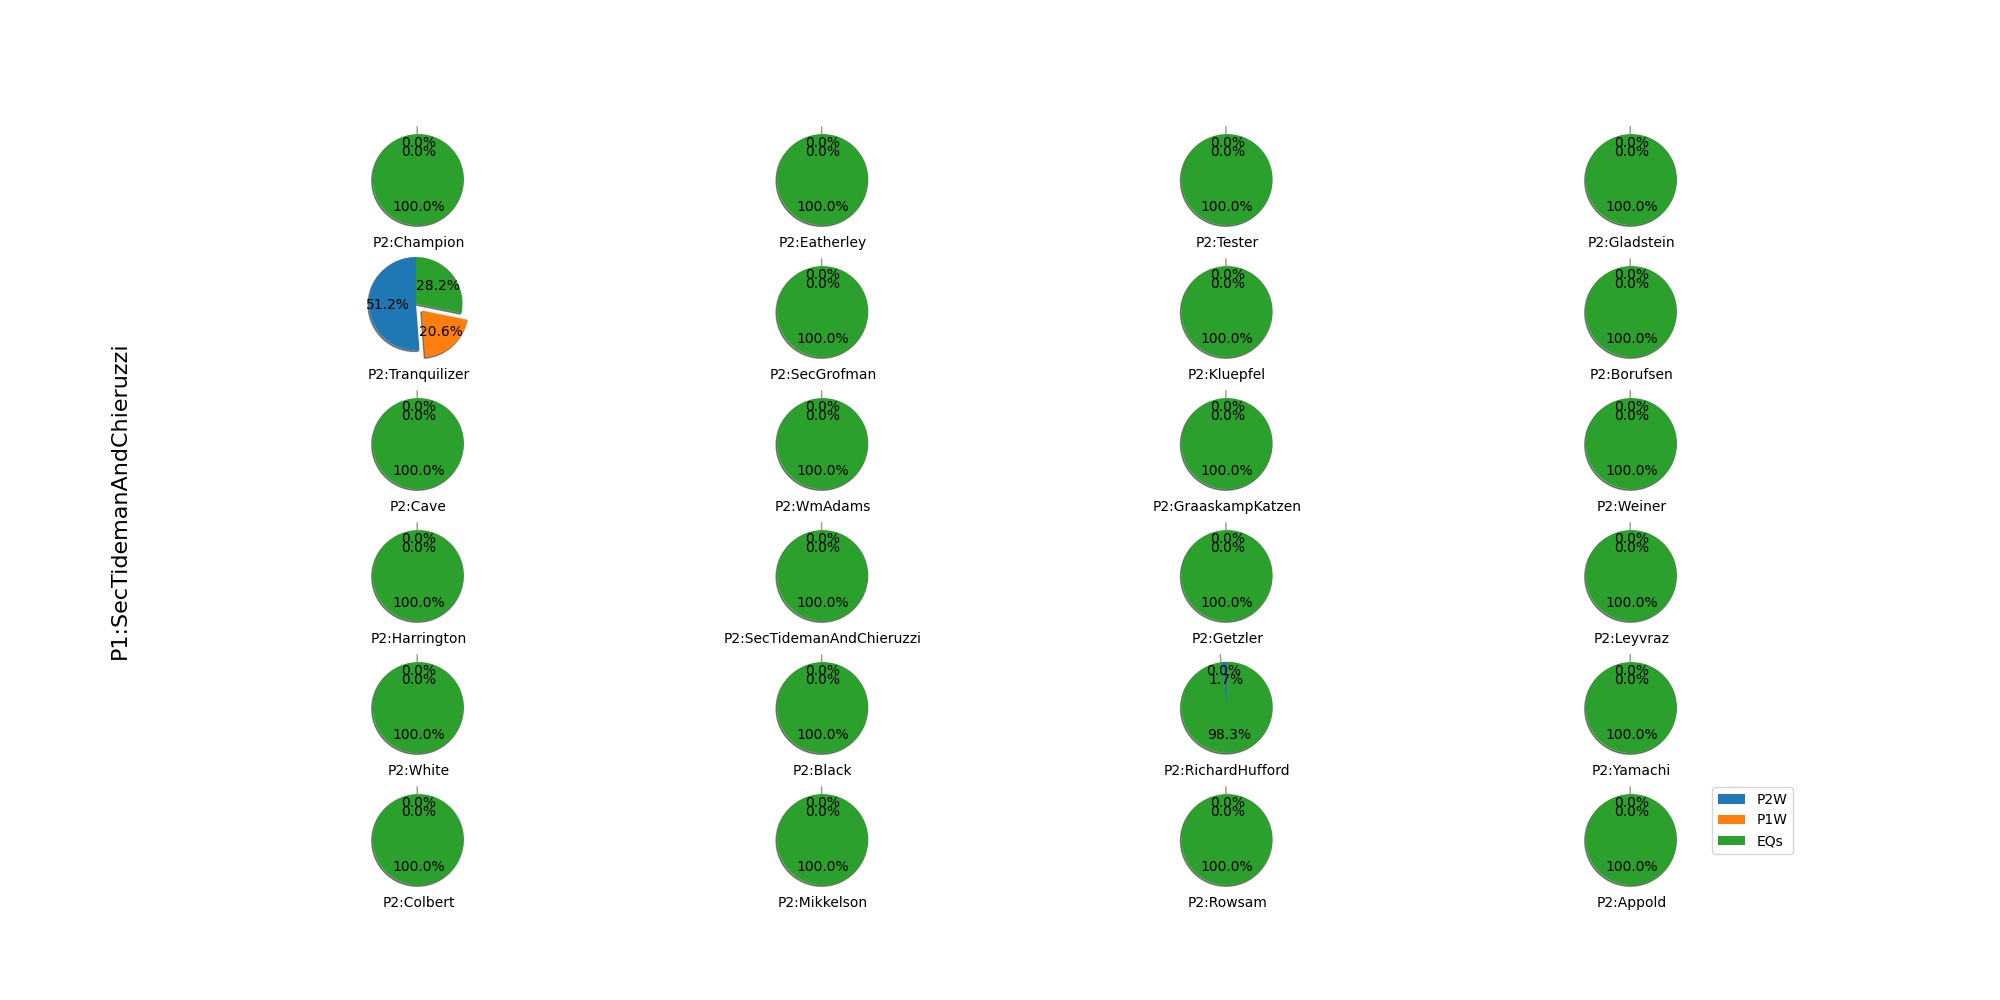 P1:SecTidemanAndChieruzzi
0.0%
0.0%
100.0%
P2:Champion
0.0%
0.0%
100.0%
P2:Eatherley
0.0%
0.0%
100.0%
P2:Tester
0.0%
0.0%
100.0%
P2:Gladstein
28.2%
51.2%
20.6%
P2:Tranquilizer
0.0%
0.0%
100.0%
P2:SecGrofman
0.0%
0.0%
100.0%
P2:Kluepfel
0.0%
0.0%
100.0%
P2:Borufsen
0.0%
0.0%
100.0%
P2:Cave
0.0%
0.0%
100.0%
P2:WmAdams
0.0%
0.0%
100.0%
P2:GraaskampKatzen
0.0%
0.0%
100.0%
P2:Weiner
0.0%
0.0%
100.0%
P2:Harrington
0.0%
0.0%
100.0%
P2:SecTidemanAndChieruzzi
0.0%
0.0%
100.0%
P2:Getzler
0.0%
0.0%
100.0%
P2:Leyvraz
0.0%
0.0%
100.0%
P2:White
0.0%
0.0%
100.0%
P2:Black
0.0%
1.7%
98.3%
P2:RichardHufford
0.0%
0.0%
100.0%
P2:Yamachi
0.0%
0.0%
100.0%
P2:Colbert
0.0%
0.0%
100.0%
P2:Mikkelson
0.0%
0.0%
100.0%
P2:Rowsam
0.0%
0.0%
100.0%
P2:Appold
P2W
P1W
EQs